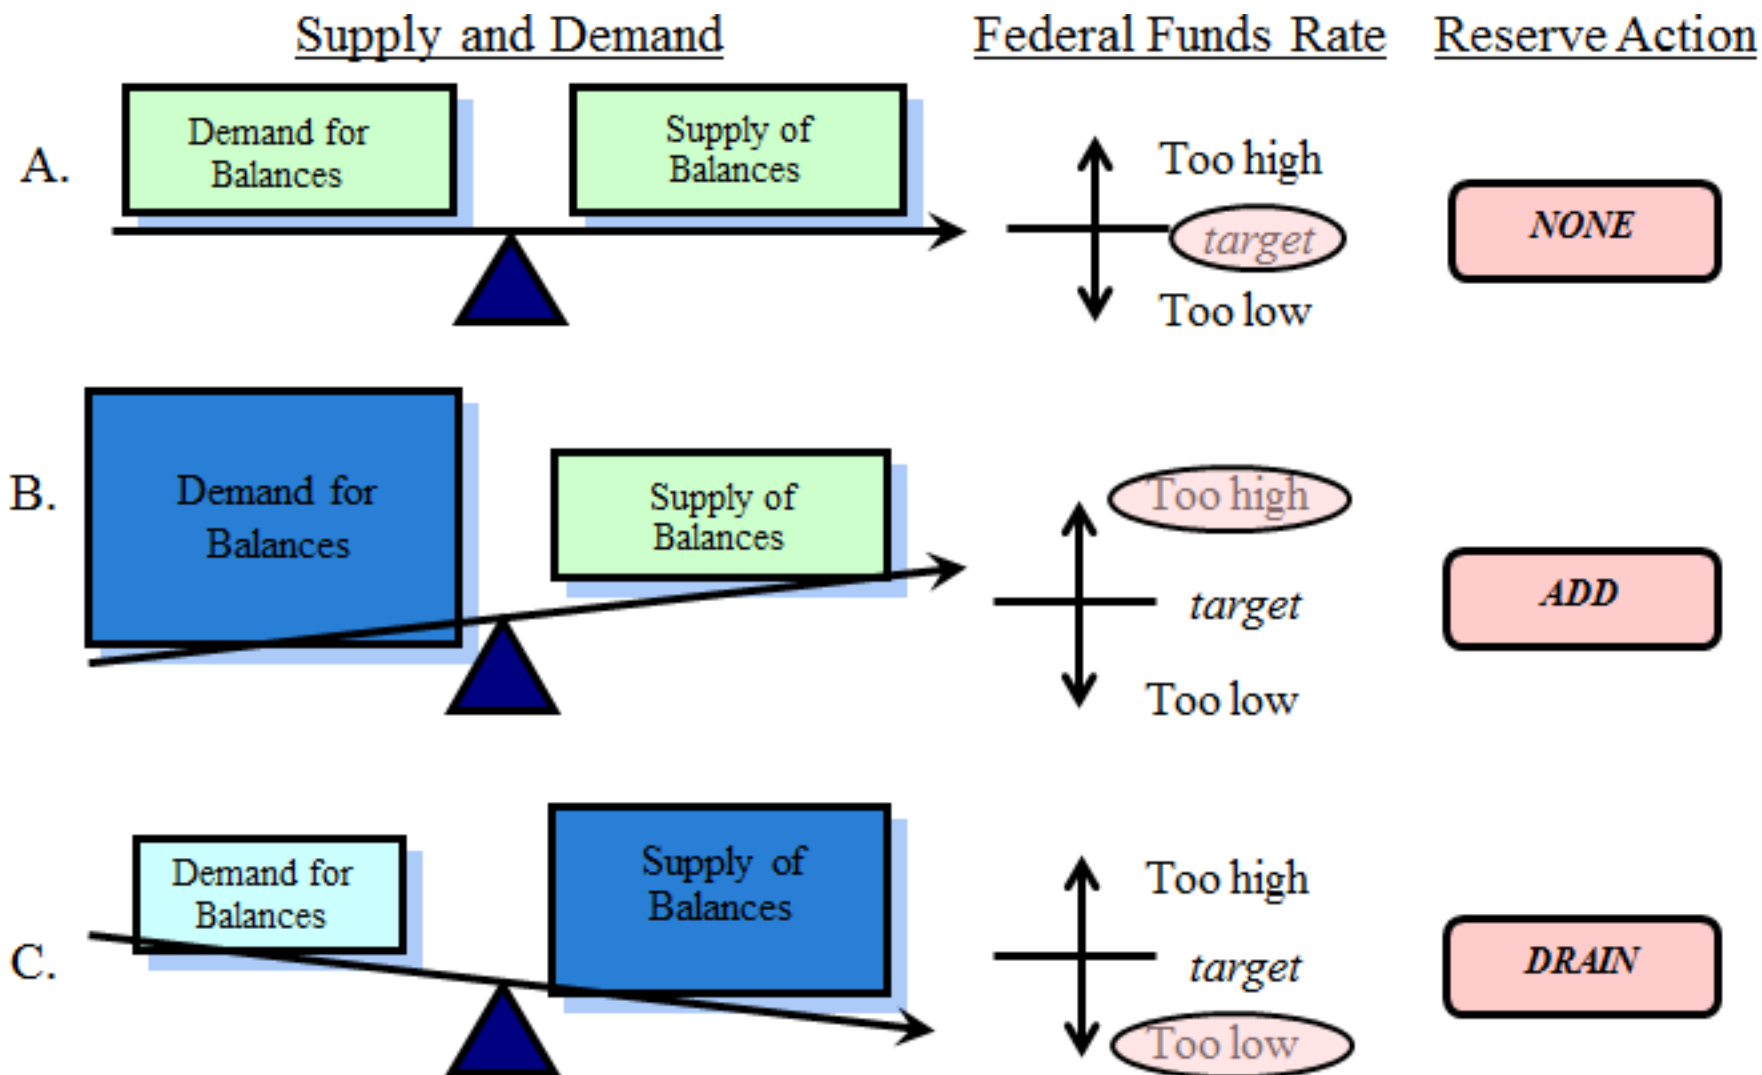 Supply and Demand
Federal Funds Rate
Reserve Action
A.
Demand for
Balances
Supply of
Balances
Too high
target
Too low
NONE
B.
Demand for
Balances
Supply of
Balances
Too high
target
Too low
ADD
C.
Demand for
Balances
Supply of
Balances
Too high
target
Too low
DRAIN